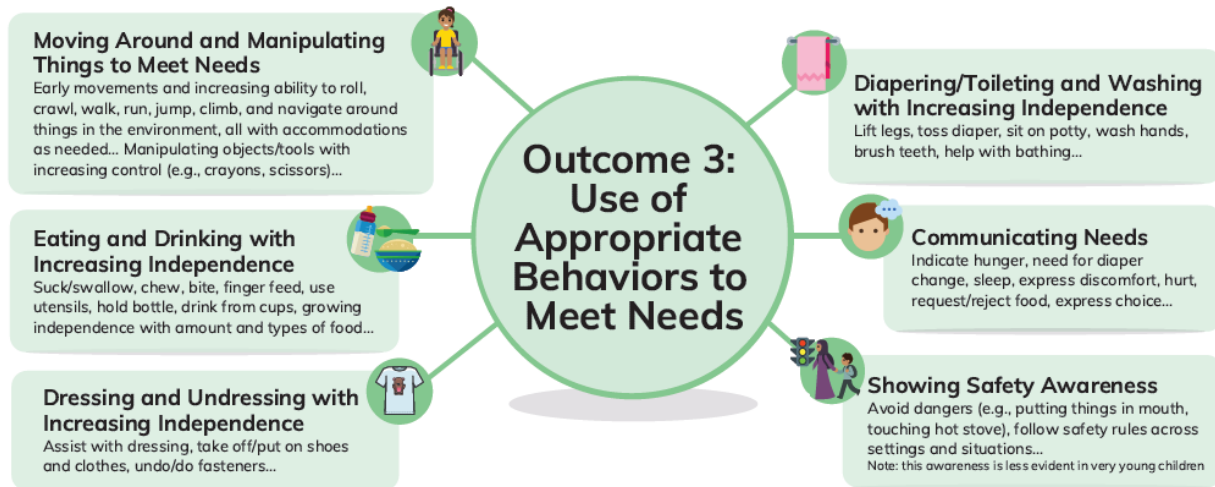 Moving Around and Manipulating
Things to Meet Needs
Early movements and increasing ability to roll,
crawl, walk, run, jump, climb, and navigate around
things in the environment, all with accommodations
as needed... Manipulating objects/tools with
increasing control (e.g., crayons, scissors)...
Eating and Drinking with
Increasing Independence
Suck/swallow, chew, bite, finger feed, use
utensils, hold bottle, drink from cups, growing
independence with amount and types of food...
Dressing and Undressing with
Increasing Independence
Assist with dressing, take off/put on shoes
and clothes, undo/do fasteners...
Outcome 3:
Use of
Appropriate
Behaviors to
Meet Needs
Diapering/Toileting and Washing
with Increasing Independence
Lift legs, toss diaper, sit on potty, wash hands,
brush teeth, help with bathing...
Communicating Needs
Indicate hunger, need for diaper
change, sleep, express discomfort, hurt,
request/reject food, express choice...
Showing Safety Awareness
Avoid dangers (e.g., putting things in mouth,
touching hot stove), follow safety rules across
settings and situations...
Note: this awareness is less evident in very young children